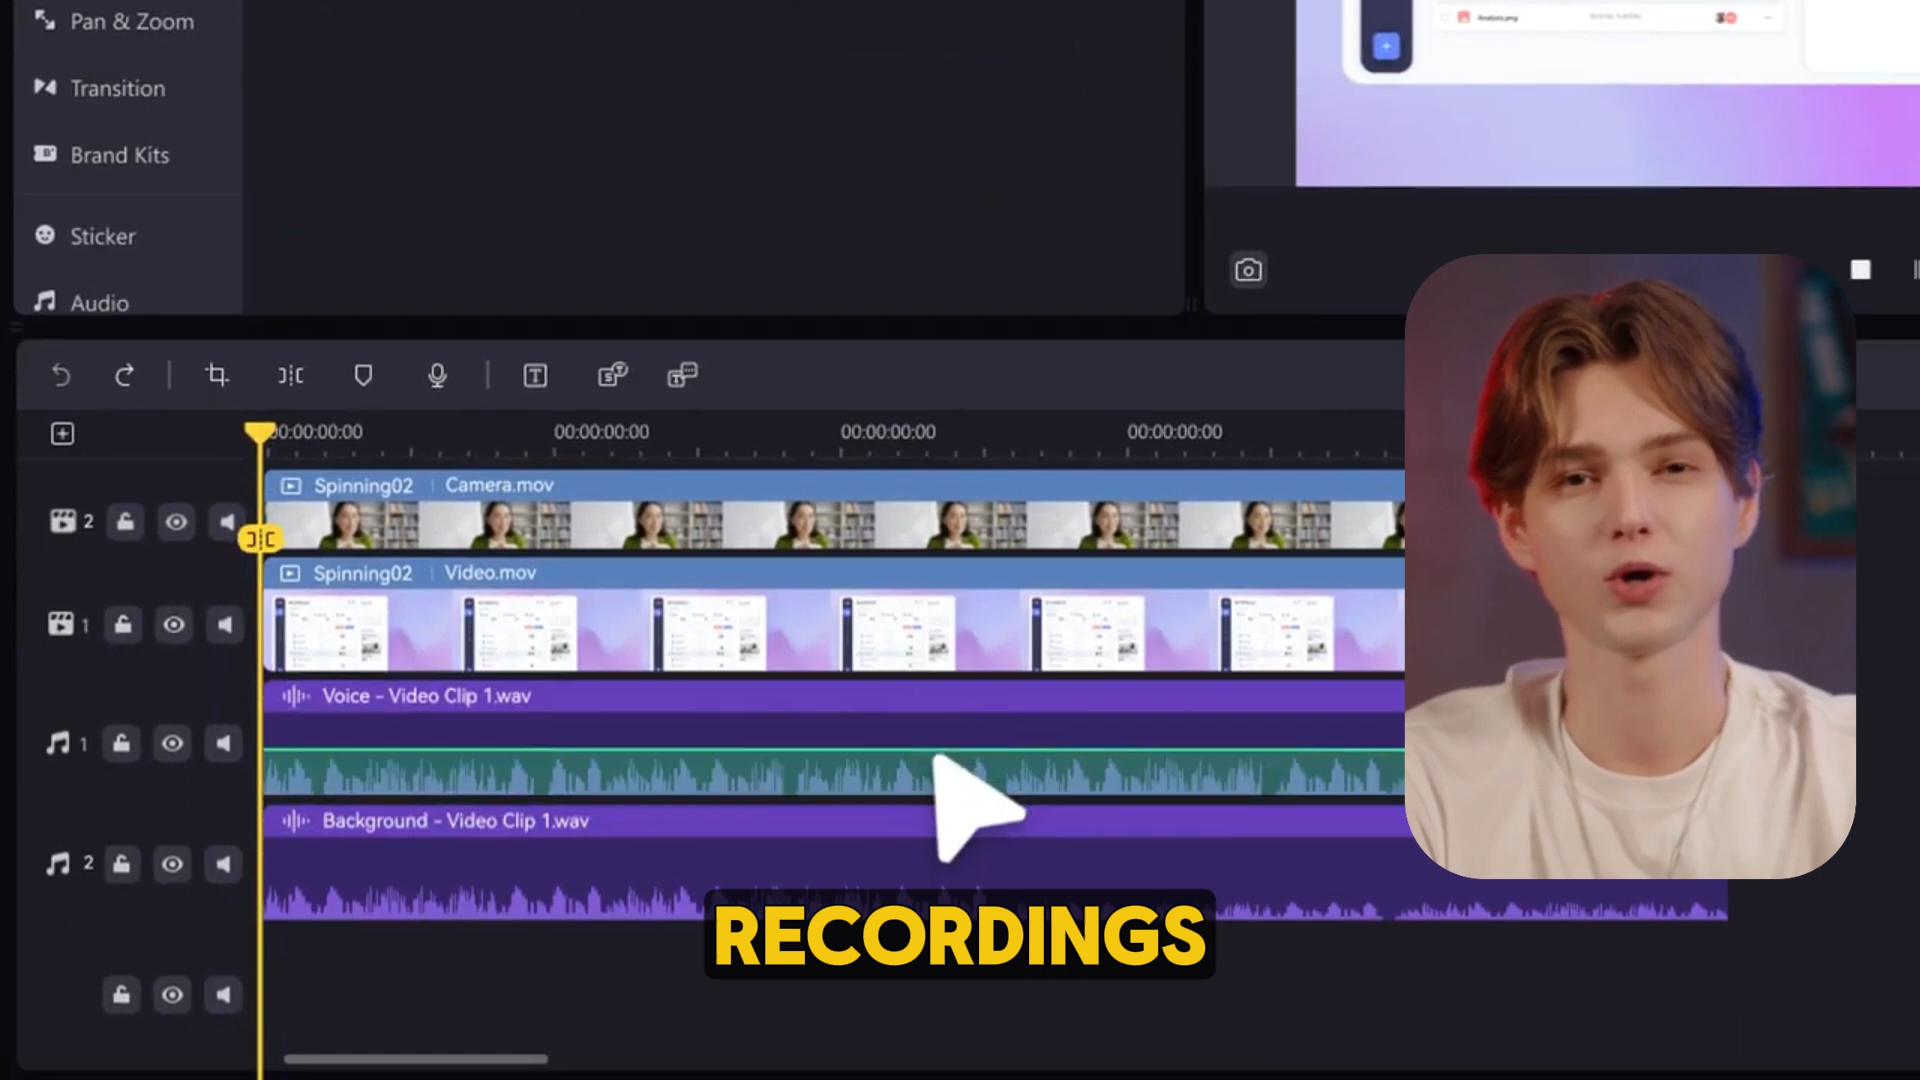 Pan & Zoom
Transition
Brand Kits
Sticker
Audio
Analysis.png
00:00:00:00 00:00:00:00 00:00:00:00 00:00:00:00
2
Spinning02 Camera.mov
1
Spinning02 Video.mov
1
Voice - Video Clip 1.wav
2
Background - Video Clip 1.wav
RECORDINGS